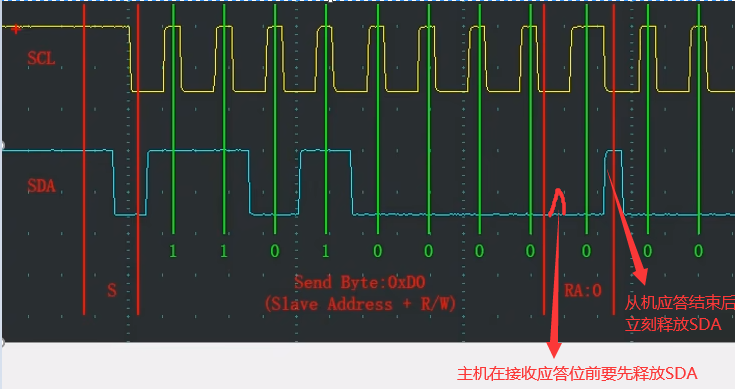 SCL
SDA
1 1 0 1 0 0 0 0 0 0 0
S
Send Byte:0xD0
(Slave Address + R/W)
RA:0
从机应答结束后
立刻释放SDA
主机在接收应答位前要先释放SDA